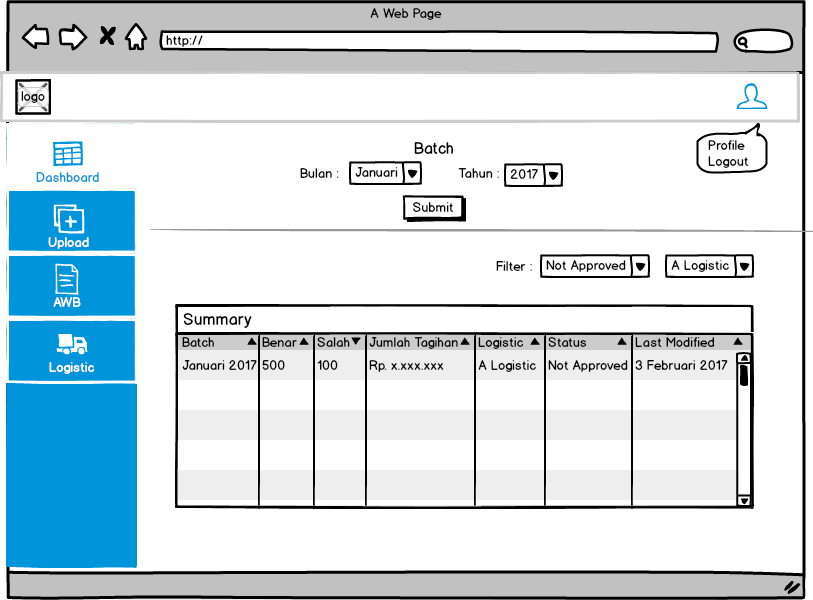 A Web Page
http://
logo
Profile
Logout
Dashboard
Upload
AWB
Logistic
Batch
Bulan : Januari Tahun : 2017
Submit
Filter : Not Approved A Logistic
Summary
Batch Benar Salah Jumlah Tagihan Logistic Status Last Modified
Januari 2017 500 100 Rp. x.xxx.xxx A Logistic Not Approved 3 Februari 2017